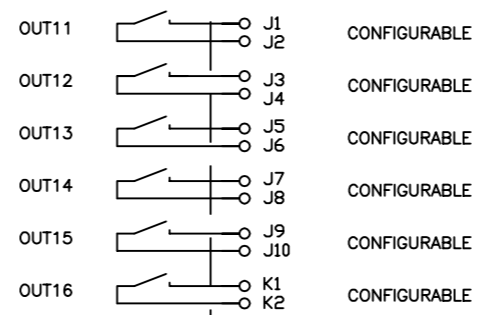 OUT11 J1 CONFIGURABLE
J2
OUT12 J3 CONFIGURABLE
J4
OUT13 J5 CONFIGURABLE
J6
OUT14 J7 CONFIGURABLE
J8
OUT15 J9 CONFIGURABLE
J10
OUT16 K1 CONFIGURABLE
K2